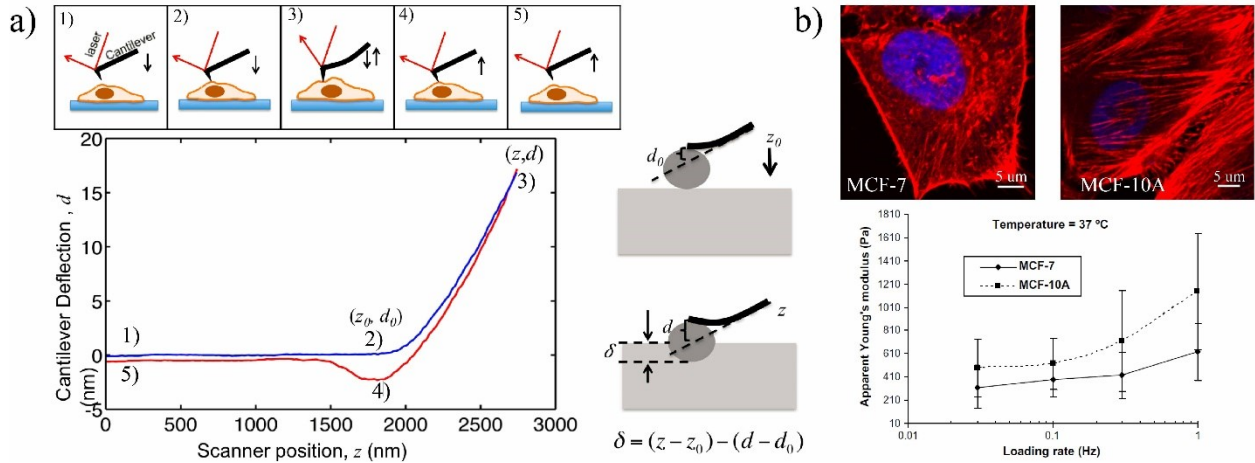 a)
1)
2)
3)
4)
5)
laser
Cantilever
20
15
10
5
0
-5
Cantilever Deflection , d
(nm)
(z,d)
3)
(z0, d0)
2)
1)
5)
4)
0 500 1000 1500 2000 2500 3000
Scanner position, z (nm)
d0
z0
d
z
δ
δ = (z − z0) − (d − d0)
b)
MCF-7
5 um
MCF-10A
5 um
Temperature = 37 ºC
MCF-7
MCF-10A
Apparent Young's modulus (Pa)
1810
1610
1410
1210
1010
810
610
410
210
10
0.01 0.1 1
Loading rate (Hz)